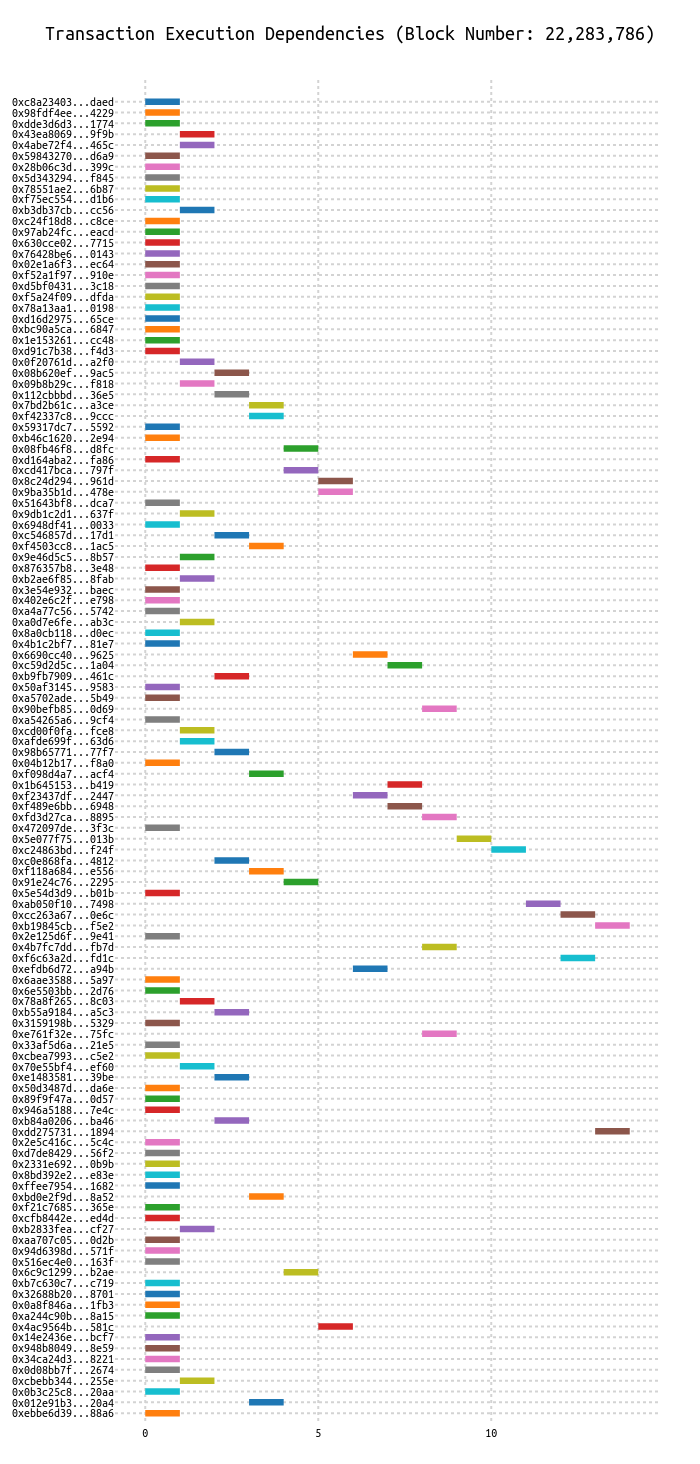 Transaction Execution Dependencies (Block Number: 22,283,786)
0xc8a23403...daed
0x98fdf4ee...4229
0xdde3d6d3...1774
0x43ea8069...9f9b
0x4abe72f4...465c
0x59843270...d6a9
0x28b06c3d...399c
0x5d343294...f845
0x78551ae2...6b87
0xf75ec554...d1b6
0xb3db37cb...cc56
0xc24f18d8...c8ce
0x97ab24fc...eacd
0x630cce02...7715
0x76428be6...0143
0x02e1a6f3...ec64
0xf52a1f97...910e
0xd5bf0431...3c18
0xf5a24f09...dfda
0x78a13aa1...0198
0xd16d2975...65ce
0xbc90a5ca...6847
0x1e153261...cc48
0xd91c7b38...f4d3
0x0f20761d...a2f0
0x08b620ef...9ac5
0x09b8b29c...f818
0x112cbbbd...36e5
0x7bd2b61c...a3ce
0xf42337c8...9ccc
0x59317dc7...5592
0xb46c1620...2e94
0x08fb46f8...d8fc
0xd164aba2...fa86
0xcd417bca...797f
0x8c24d294...961d
0x9ba35b1d...478e
0x51643bf8...dca7
0x9db1c2d1...637f
0x6948df41...0033
0xc546857d...17d1
0xf4503cc8...1ac5
0x9e46d5c5...8b57
0x876357b8...3e48
0xb2ae6f85...8fab
0x3e54e932...baec
0x402e6c2f...e798
0xa4a77c56...5742
0xa0d7e6fe...ab3c
0x8a0cb118...d0ec
0x4b1c2bf7...81e7
0x6690cc40...9625
0xc59d2d5c...1a04
0xb9fb7909...461c
0x50af3145...9583
0xa5702ade...5b49
0x90befb85...0d69
0xa54265a6...9cf4
0xcd00f0fa...fce8
0xafde699f...63d6
0x98b65771...77f7
0x04b12b17...f8a0
0xf098d4a7...acf4
0x1b645153...b419
0xf23437df...2447
0xf489e6bb...6948
0xfd3d27ca...8895
0x472097de...3f3c
0x5e077f75...013b
0xc24863bd...f24f
0xc0e868fa...4812
0xf118a684...e556
0x91e24c76...2295
0x5e54d3d9...b01b
0xab050f10...7498
0xcc263a67...0e6c
0xb19845cb...f5e2
0x2e125d6f...9e41
0x4b7fc7dd...fb7d
0xf6c63a2d...fd1c
0xefdb6d72...a94b
0x6aae3588...5a97
0x6e5503bb...2d76
0x78a8f265...8c03
0xb55a9184...a5c3
0x3159198b...5329
0xe761f32e...75fc
0x33af5d6a...21e5
0xcbea7993...c5e2
0x70e55bf4...ef60
0xe1483581...39be
0x50d3487d...da6e
0x89f9f47a...0d57
0x946a5188...7e4c
0xb84a0206...ba46
0xdd275731...1894
0x2e5c416c...5c4c
0xd7de8429...56f2
0x2331e692...0b9b
0x8bd392e2...e83e
0xffee7954...1682
0xbd0e2f9d...8a52
0xf21c7685...365e
0xcfb8442e...ed4d
0xb2833fea...cf27
0xaa707c05...0d2b
0x94d6398d...571f
0x516ec4e0...163f
0x6c9c1299...b2ae
0xb7c630c7...c719
0x32688b20...8701
0x0a8f846a...1fb3
0xa244c90b...8a15
0x4ac9564b...581c
0x14e2436e...bcf7
0x948b8049...8e59
0x34ca24d3...8221
0x0d08bb7f...2674
0xcbebb344...255e
0x0b3c25c8...20aa
0x012e91b3...20a4
0xebbe6d39...88a6
0 5 10